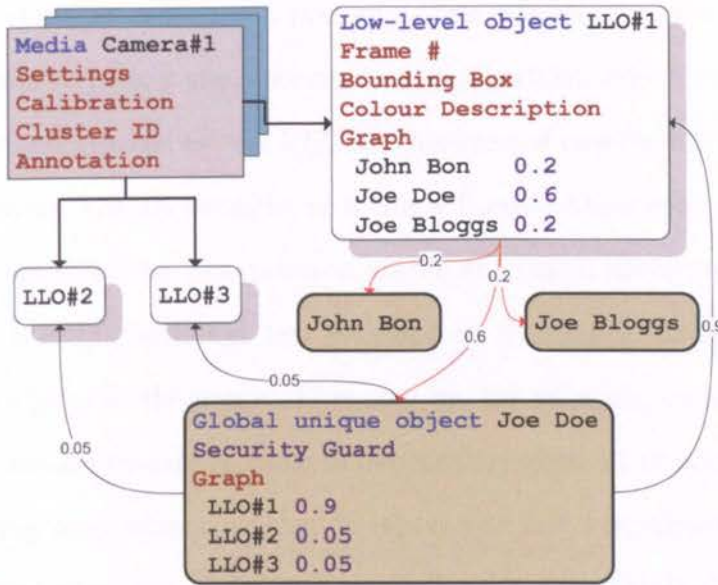 Media Camera#1
Settings
Calibration
Cluster ID
Annotation
Low-level object LLO#1
Frame #
Bounding Box
Colour Description
Graph
John Bon 0.2
Joe Doe 0.6
Joe Bloggs 0.2
LLO#2
LLO#3
0.2
0.2
John Bon
Joe Bloggs
0.9
0.6
0.05
0.05
Global unique object Joe Doe
Security Guard
Graph
LLO#1 0.9
LLO#2 0.05
LLO#3 0.05